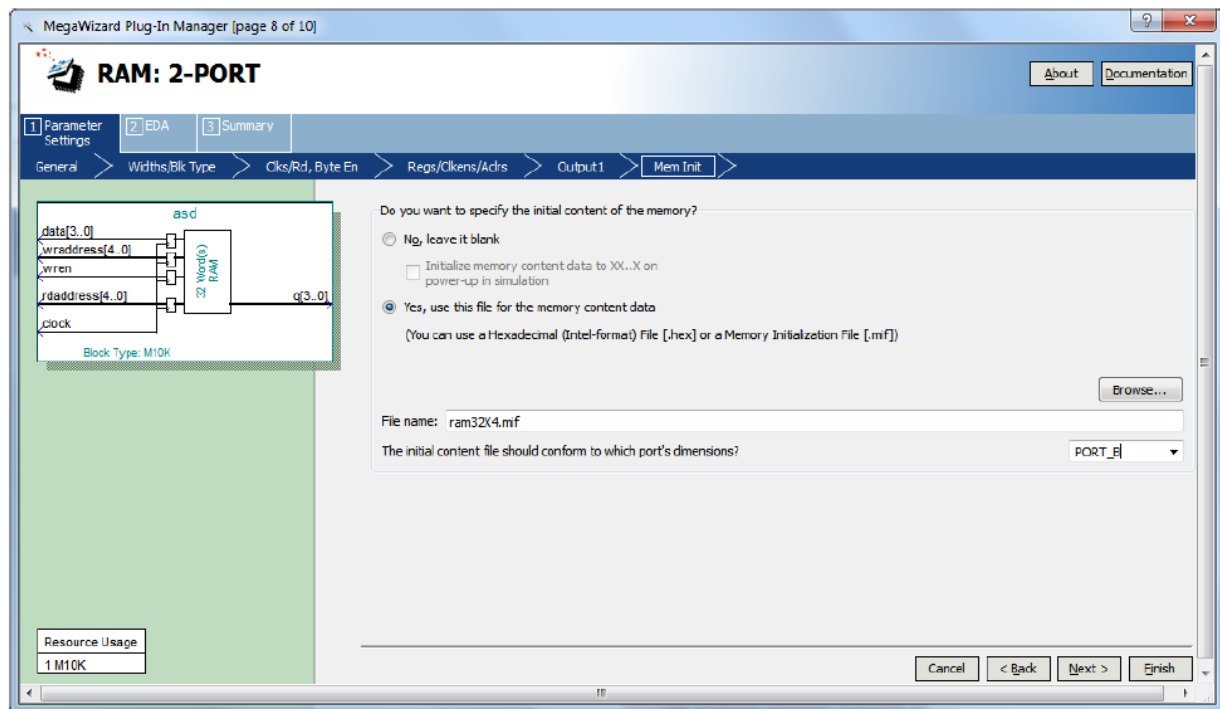 MegaWizard Plug-In Manager [page 8 of 10]
RAM: 2-PORT
About
Documentation
1 Parameter Settings
2 EDA
3 Summary
General
Widths/Blk Type
Clks/Rd, Byte En
Regs/Clkens/Aclrs
Output1
Mem Init
asd
data[3..0]
wraddress[4..0]
wren
rdaddress[4..0]
clock
32 Word(s)
RAM
q[3..0]
Block Type: M10K
Do you want to specify the initial content of the memory?
No, leave it blank
Initialize memory content data to XX..X on
power-up in simulation
Yes, use this file for the memory content data
(You can use a Hexadecimal (Intel-format) File [.hex] or a Memory Initialization File [.mif])
Browse...
File name: ram32X4.mif
The initial content file should conform to which port's dimensions?
PORT_B
Resource Usage
1 M10K
Cancel
< Back
Next >
Finish